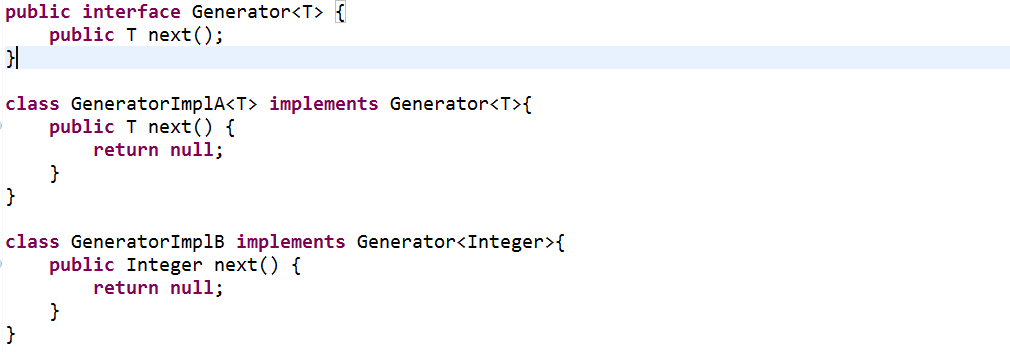 public interface Generator<T> {
    public T next();
}
class GeneratorImplA<T> implements Generator<T>{
    public T next() {
        return null;
    }
}
class GeneratorImplB implements Generator<Integer>{
    public Integer next() {
        return null;
    }
}